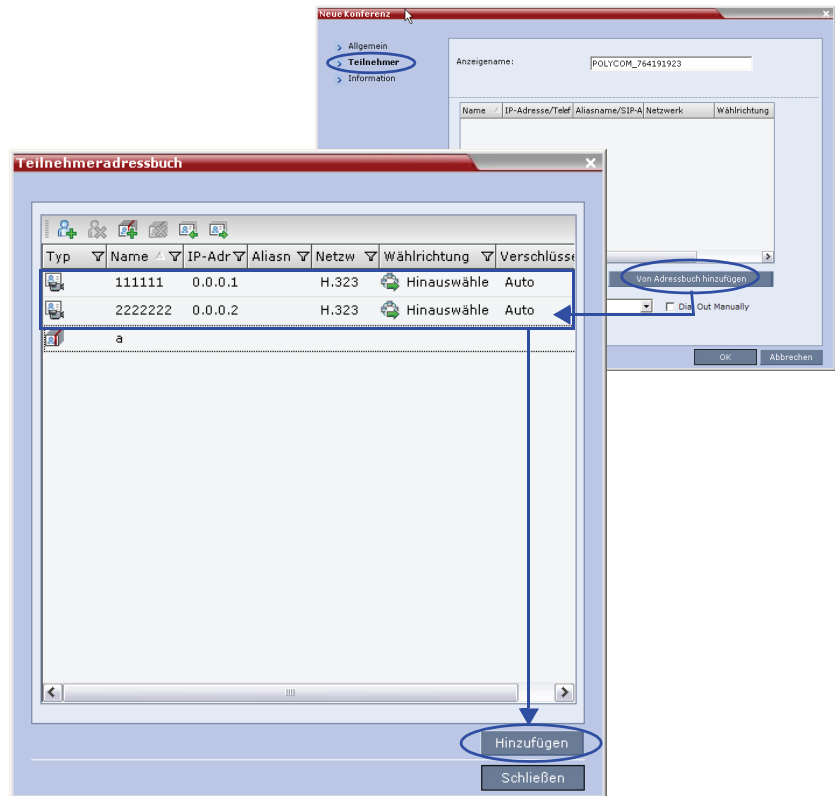 Neue Konferenz
Allgemein
Teilnehmer
Information
Anzeigename:
POLYCOM_764191923
Name IP-Adresse/Telef Aliasname/SIP-A Netzwerk Wählrichtung
Von Adressbuch hinzufügen
Dial Out Manually
OK Abbrechen
Teilnehmeradressbuch
Typ Name IP-Adr Aliasn Netzw Wählrichtung Verschlüsse
111111 0.0.0.1 H.323 Hinauswähle Auto
2222222 0.0.0.2 H.323 Hinauswähle Auto
a
Hinzufügen
Schließen